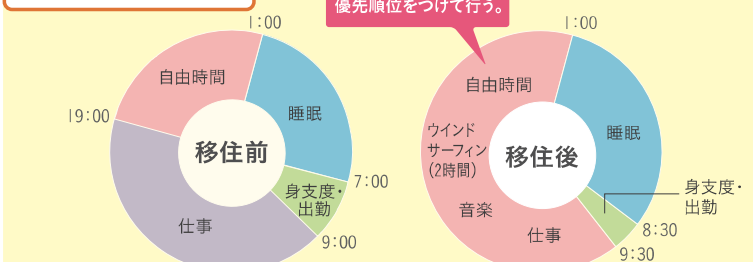 優先順位をつけて行う。
1:00
自由時間
睡眠
19:00
移住前
7:00
身支度・
出勤
仕事
9:00
1:00
自由時間
睡眠
ウインド
サーフィン
(2時間)
移住後
身支度・
出勤
音楽
仕事
8:30
9:30